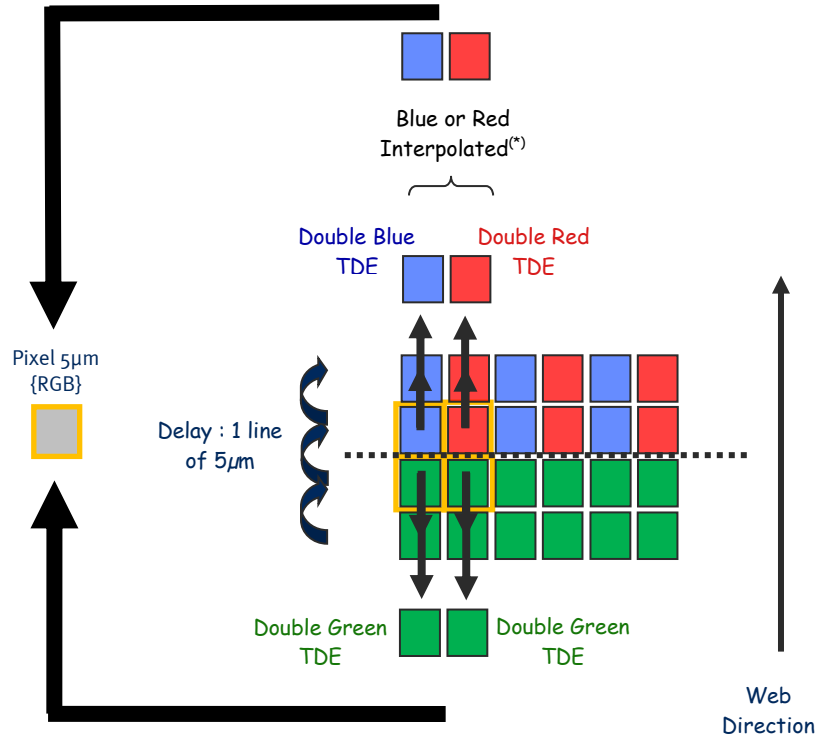 Blue or Red
Interpolated(*)
Double Blue
TDE
Double Red
TDE
Pixel 5µm
{RGB}
Delay : 1 line
of 5µm
Double Green
TDE
Double Green
TDE
Web
Direction